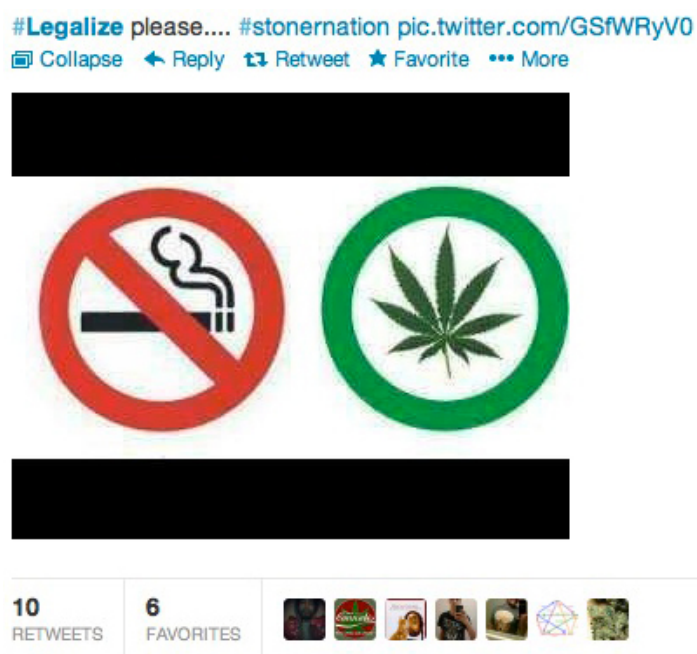 #Legalize please.... #stonernation pic.twitter.com/GSfWRyV0
Collapse Reply Retweet Favorite More
10 6
RETWEETS FAVORITES